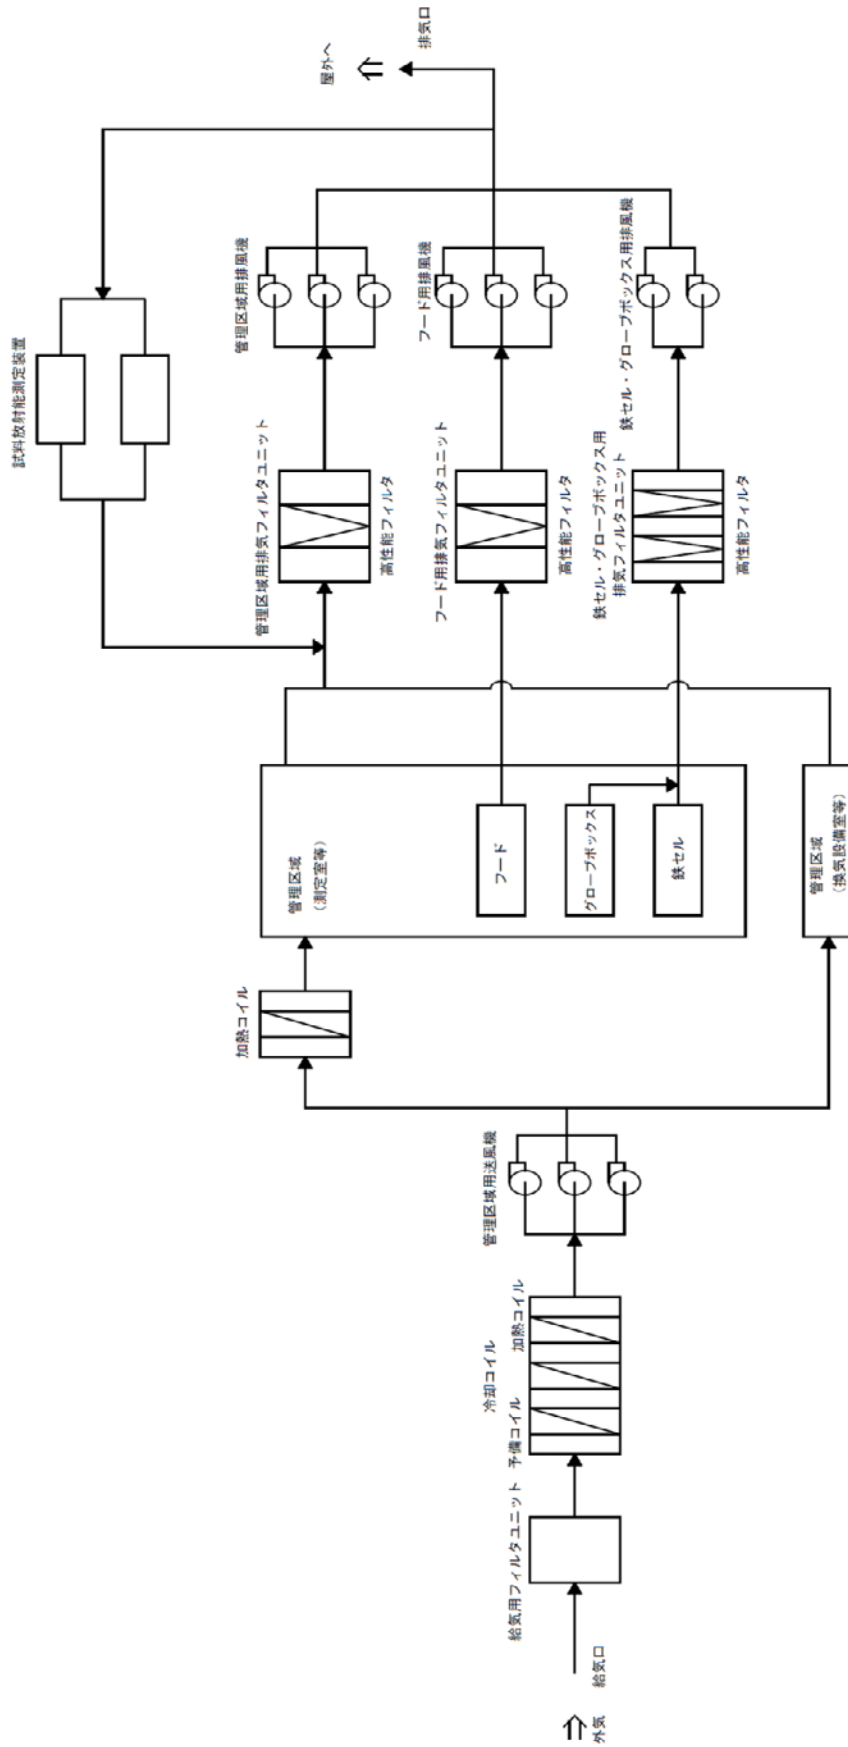 外気
給気口
給気用フィルタユニット
予備コイル
冷却コイル
加熱コイル
管理区域用送風機
加熱コイル
管理区域
(測定室等)
フード
グローブボックス
鉄セル
管理区域
(換気設備室等)
試料放射能測定装置
管理区域用排気フィルタユニット
高性能フィルタ
フード用排気フィルタユニット
高性能フィルタ
鉄セル・グローブボックス用
排気フィルタユニット
高性能フィルタ
管理区域用排風機
フード用排風機
鉄セル・グローブボックス用排風機
屋外へ
排気口